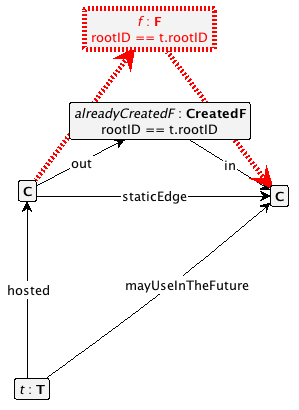 f : F
rootID == t.rootID
alreadyCreatedF : CreatedF
rootID == t.rootID
out
in
C
staticEdge
C
hosted
mayUseInTheFuture
t : T